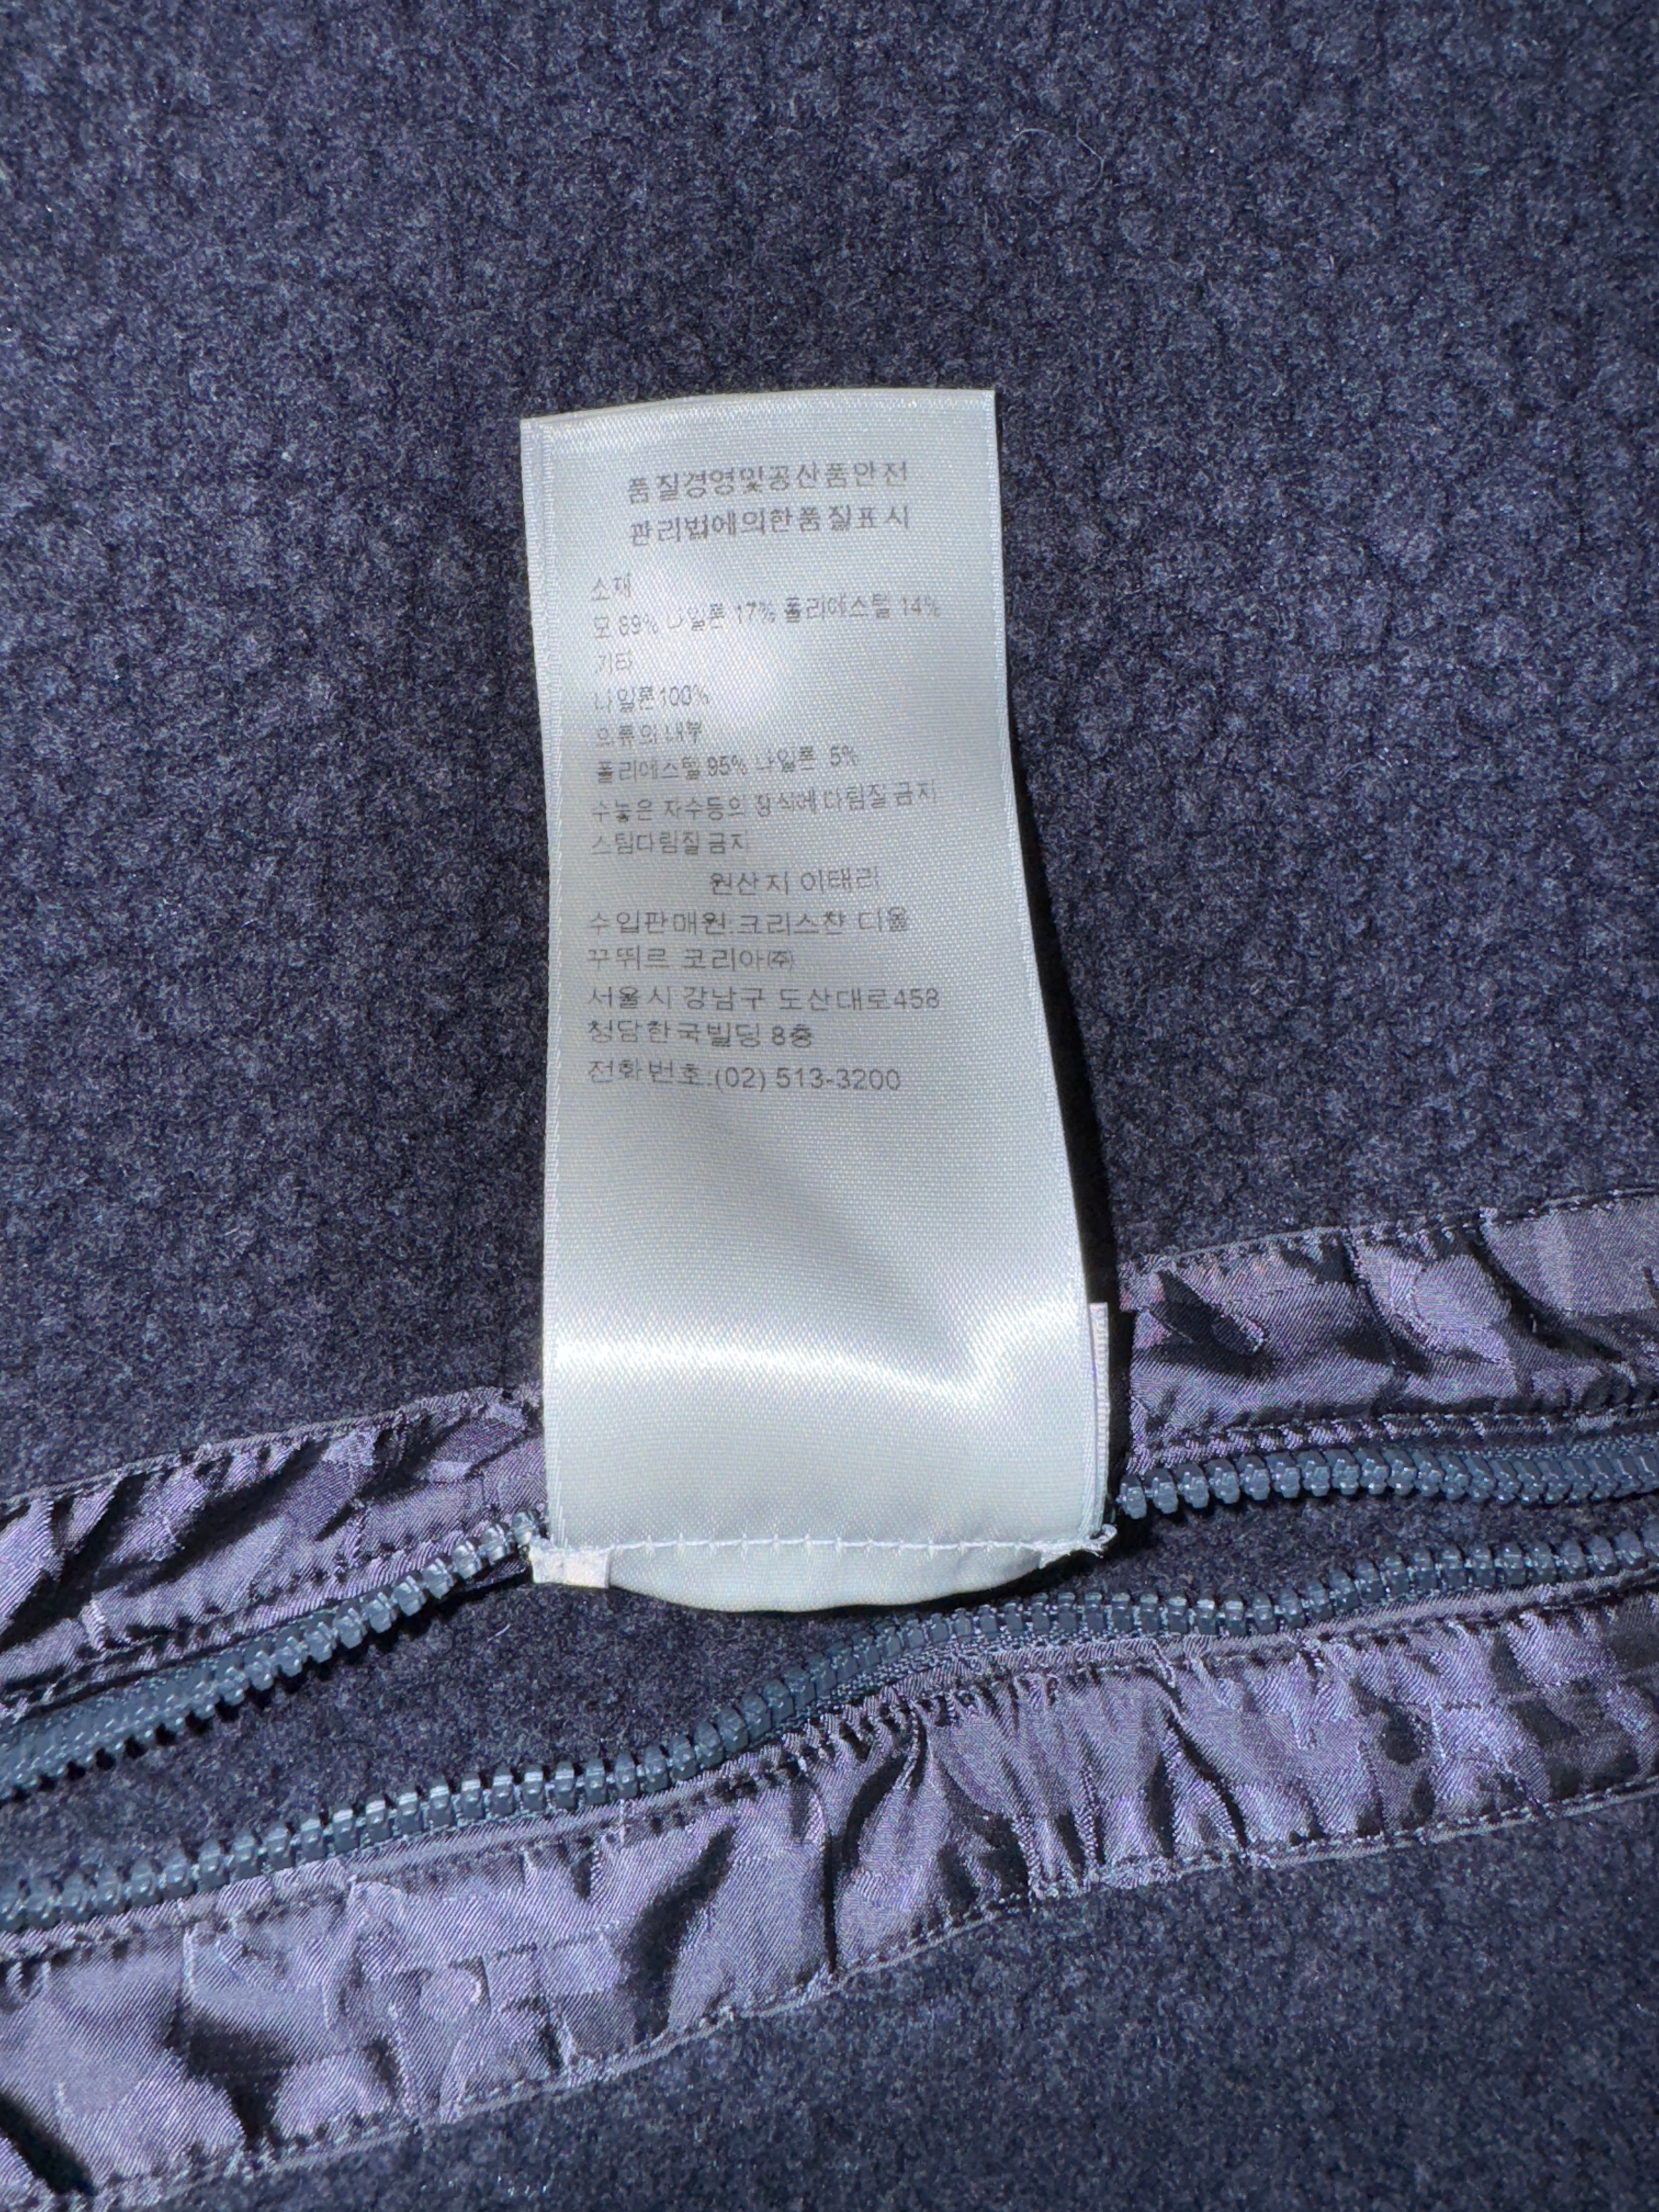 품질경영및공산품안전
관리법에의한품질표시
소재
모 69% 나일론 17% 폴리에스텔 14%
기타
나일론100%
의류의 내부
폴리에스텔 95% 나일론 5%
수놓은 자수등의 장식에 다림질 금지
스팀다림질 금지
원산지 이태리
수입판매원:크리스챤 디올
꾸뛰르 코리아㈜
서울시 강남구 도산대로458
청담한국빌딩 8층
전화번호:(02) 513-3200